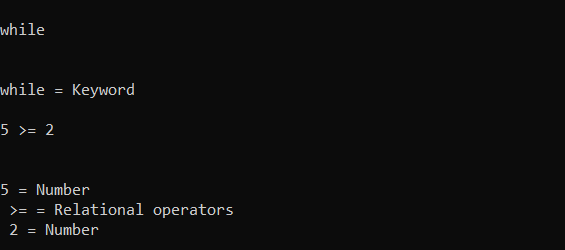 while
while = Keyword
5 >= 2
5 = Number
>= = Relational operators
2 = Number